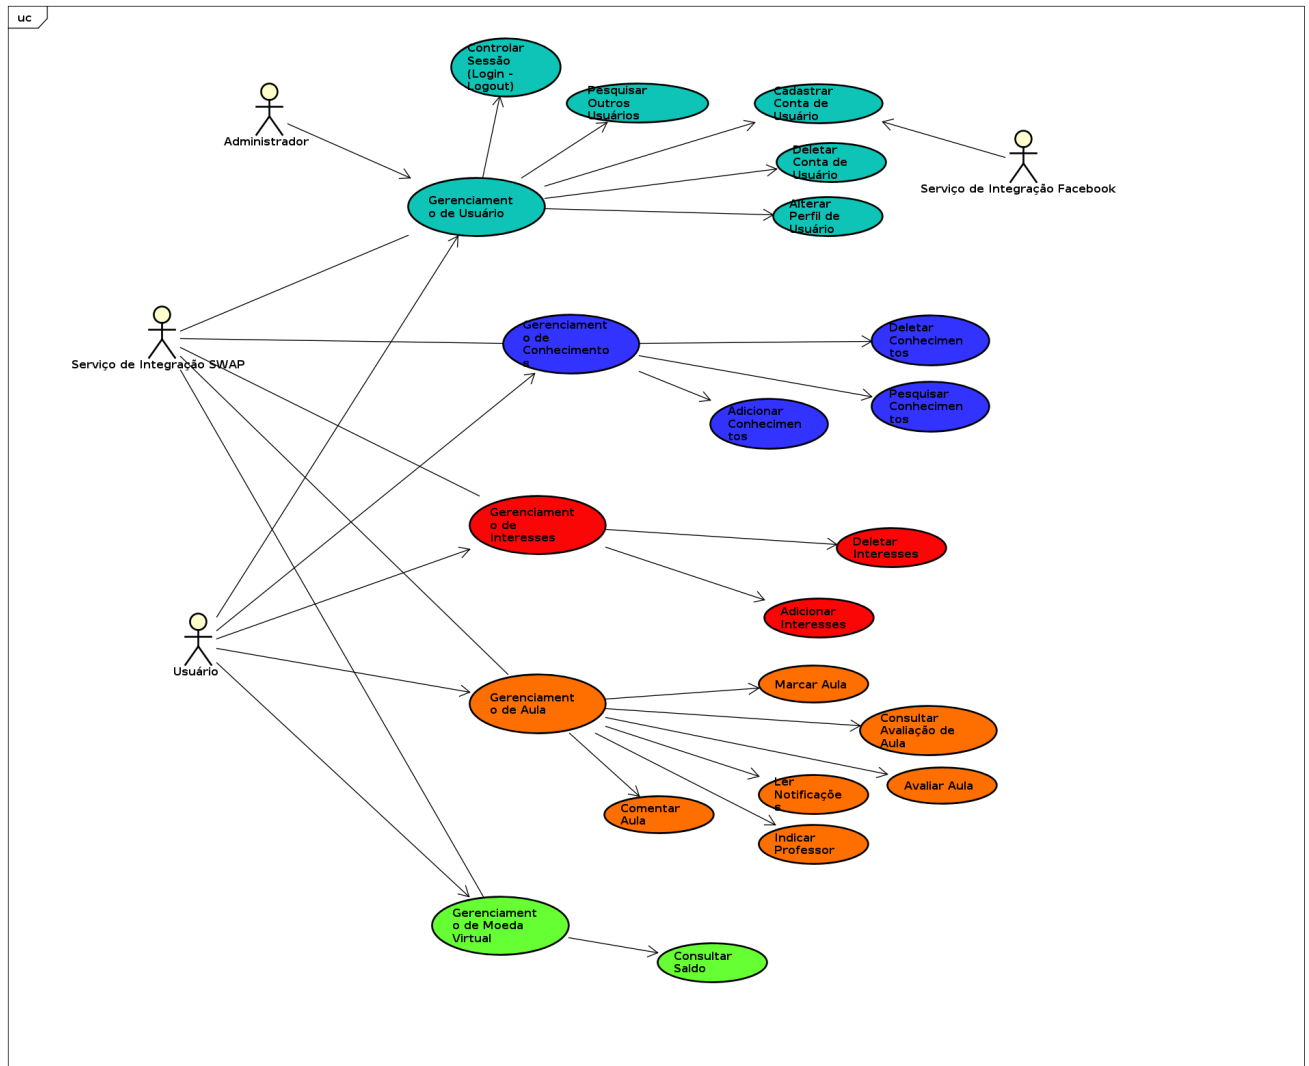 uc
Controlar
Sessão
(Login -
Logout)
Pesquisar
Outros
Usuários
Cadastrar
Conta de
Usuário
Administrador
Deletar
Conta de
Usuário
Serviço de Integração Facebook
Gerenciament
o de Usuário
Alterar
Perfil de
Usuário
Serviço de Integração SWAP
Gerenciament
o de
Conhecimento
s
Deletar
Conhecimen
tos
Pesquisar
Conhecimen
tos
Adicionar
Conhecimen
tos
Gerenciament
o de
Interesses
Deletar
Interesses
Adicionar
Interesses
Usuário
Gerenciament
o de Aula
Marcar Aula
Consultar
Avaliação de
Aula
Avaliar Aula
Ler
Notificaçõe
s
Comentar
Aula
Indicar
Professor
Gerenciament
o de Moeda
Virtual
Consultar
Saldo